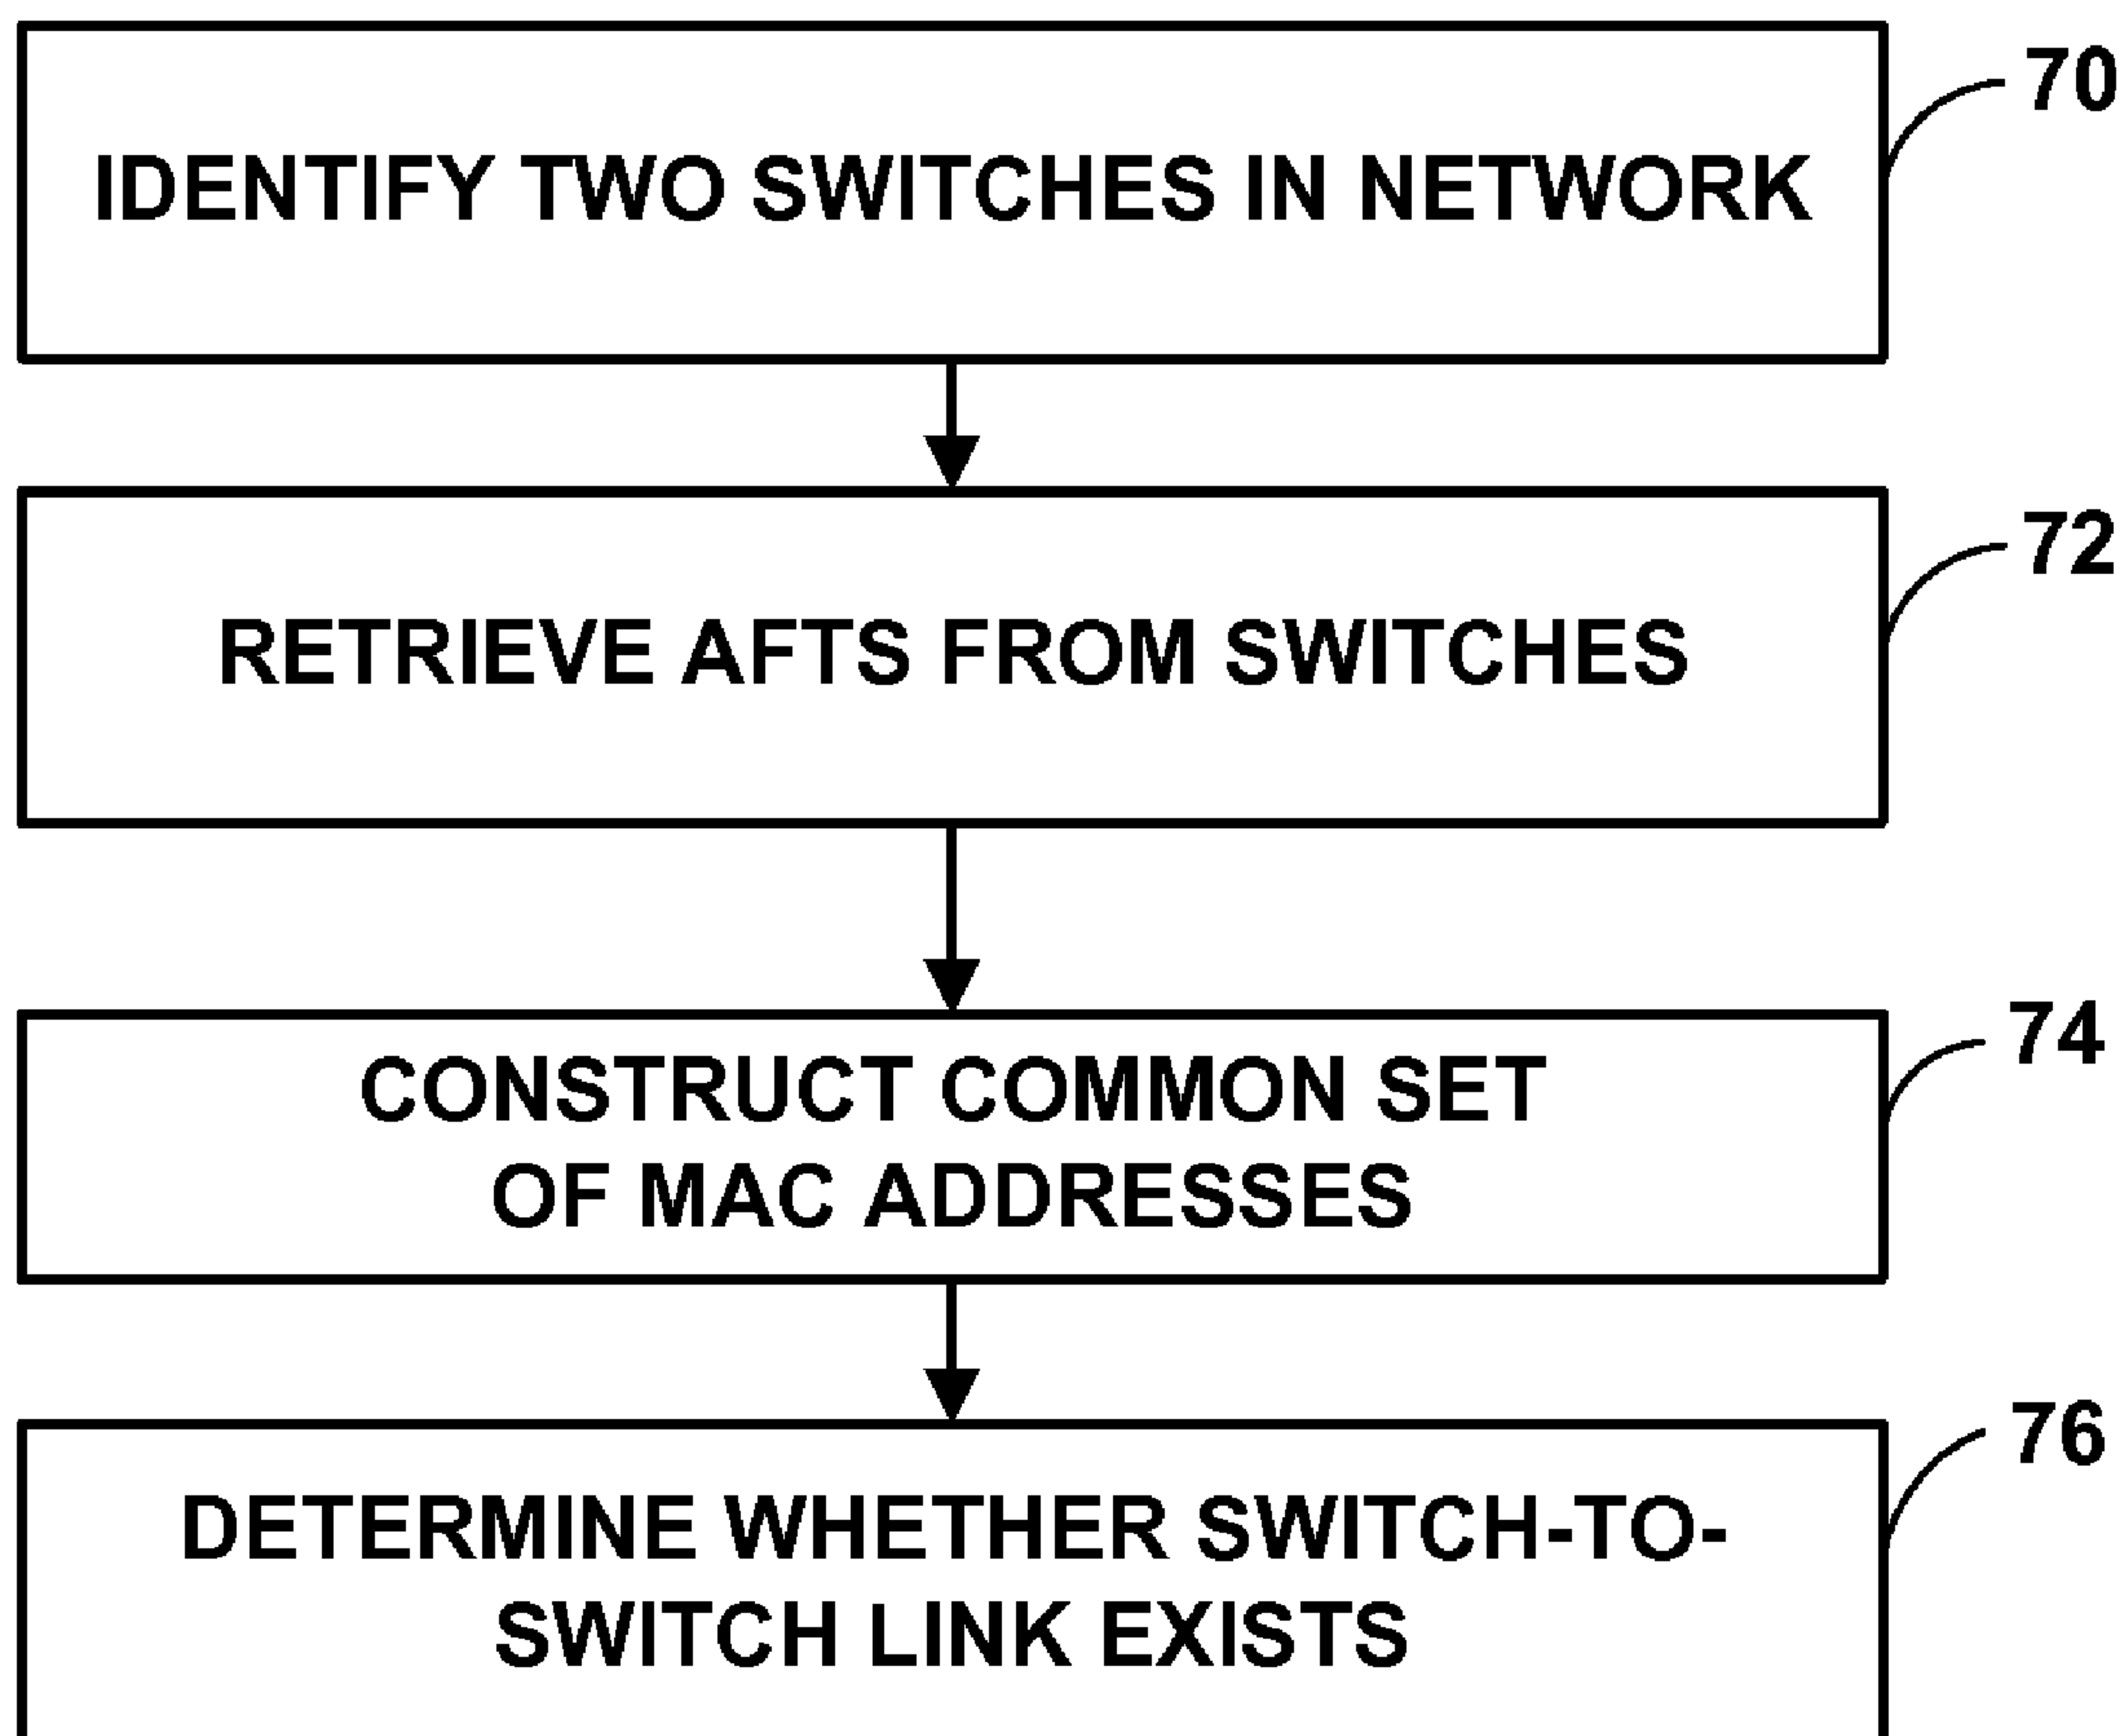 70
IDENTIFY TWO SWITCHES IN NETWORK
72
RETRIEVE AFTS FROM SWITCHES
74
CONSTRUCT COMMON SET
OF MAC ADDRESSES
76
DETERMINE WHETHER SWITCH-TO-
SWITCH LINK EXISTS